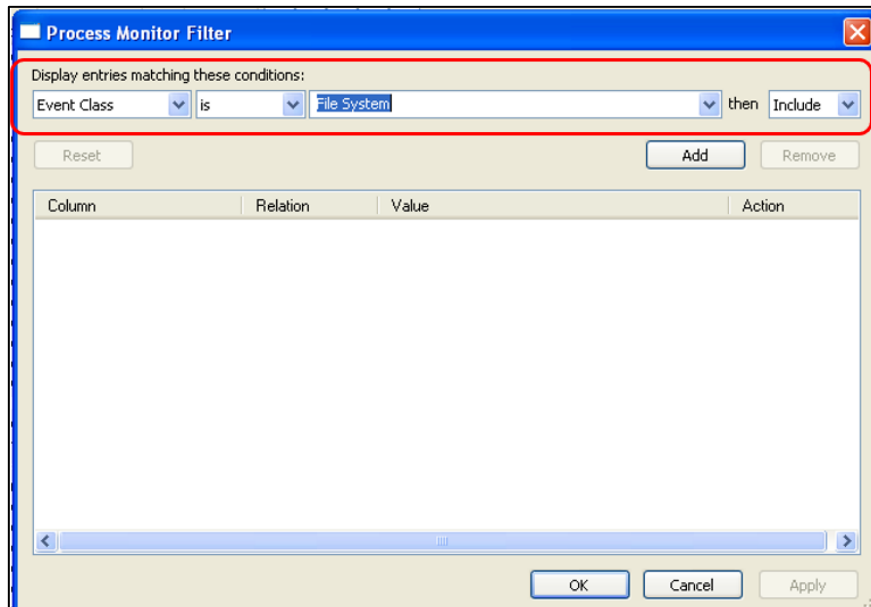 Process Monitor Filter
Display entries matching these conditions:
Event Class is File System then Include
Reset Add Remove
Column Relation Value Action
OK Cancel Apply